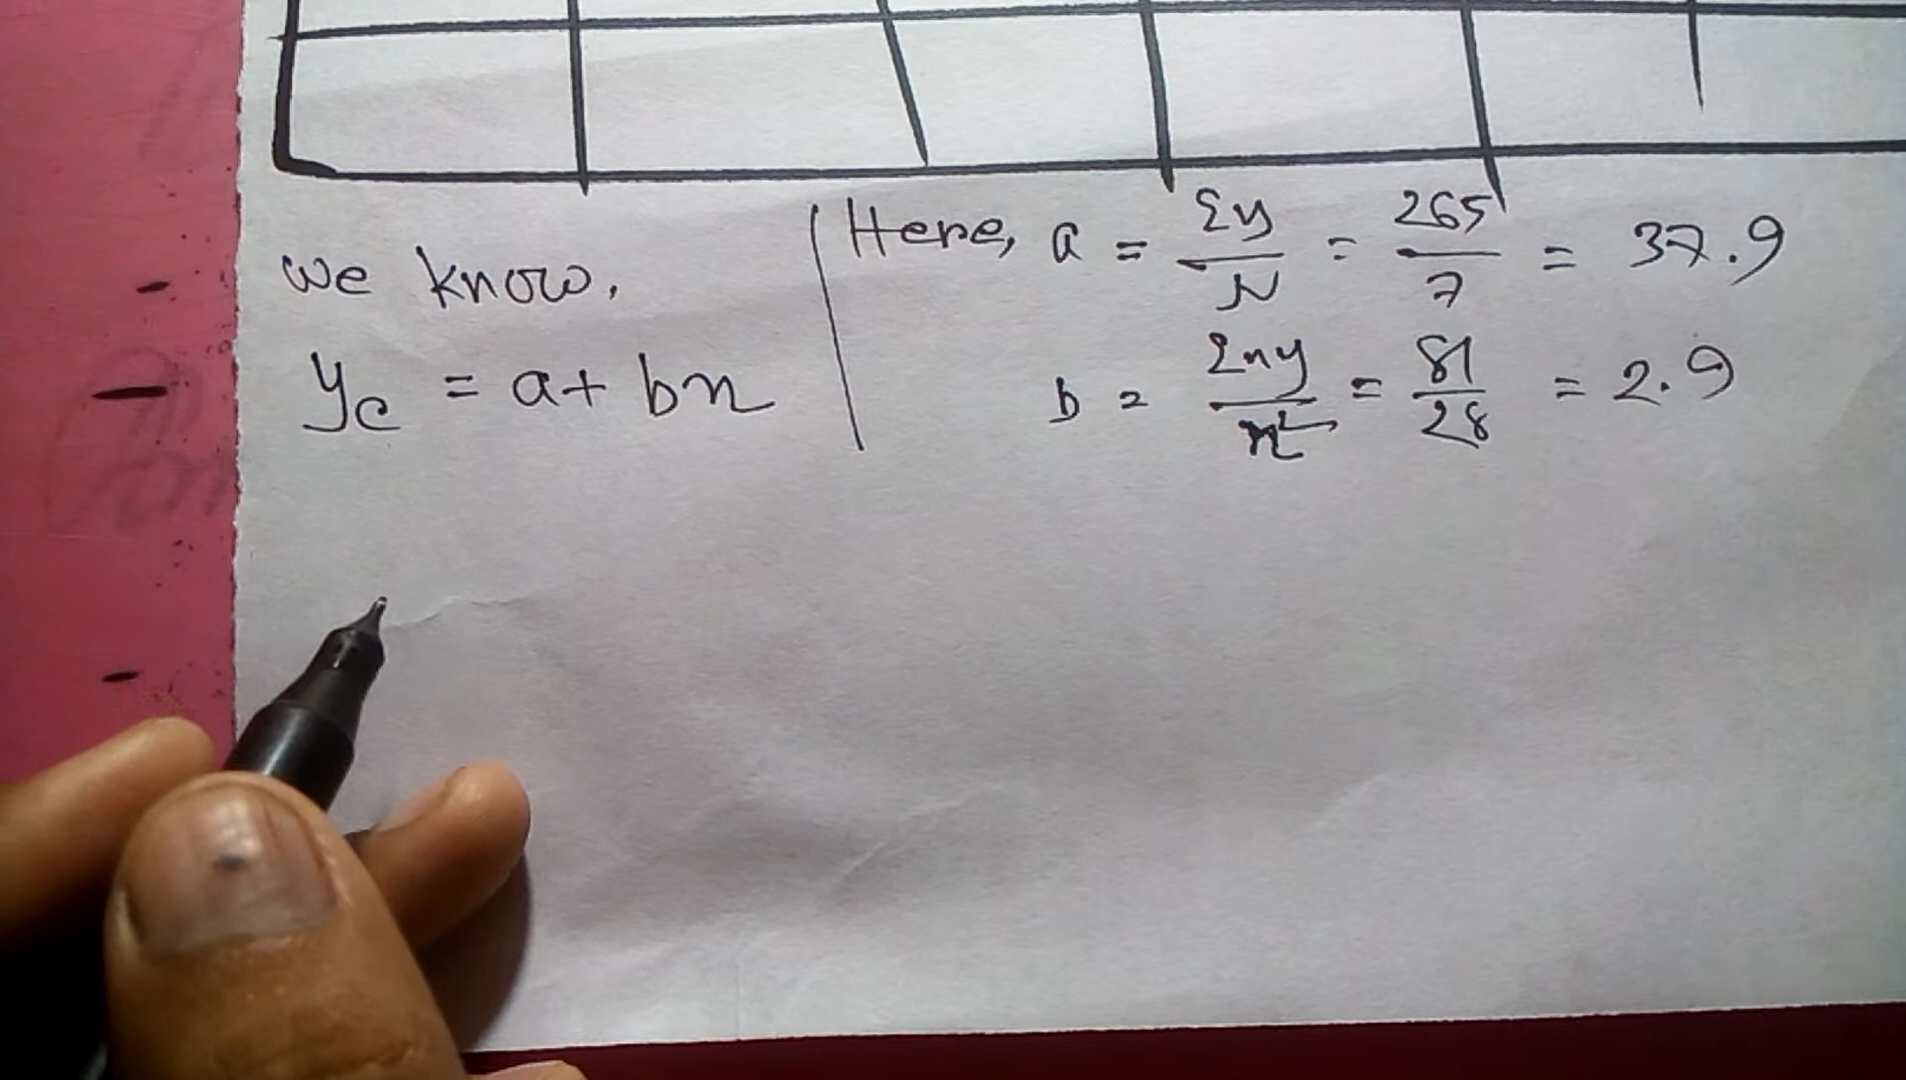 we know,
yc = a + bx
Here, a = Σy/N = 265/7 = 37.9
b = Σxy/x² = 81/28 = 2.9